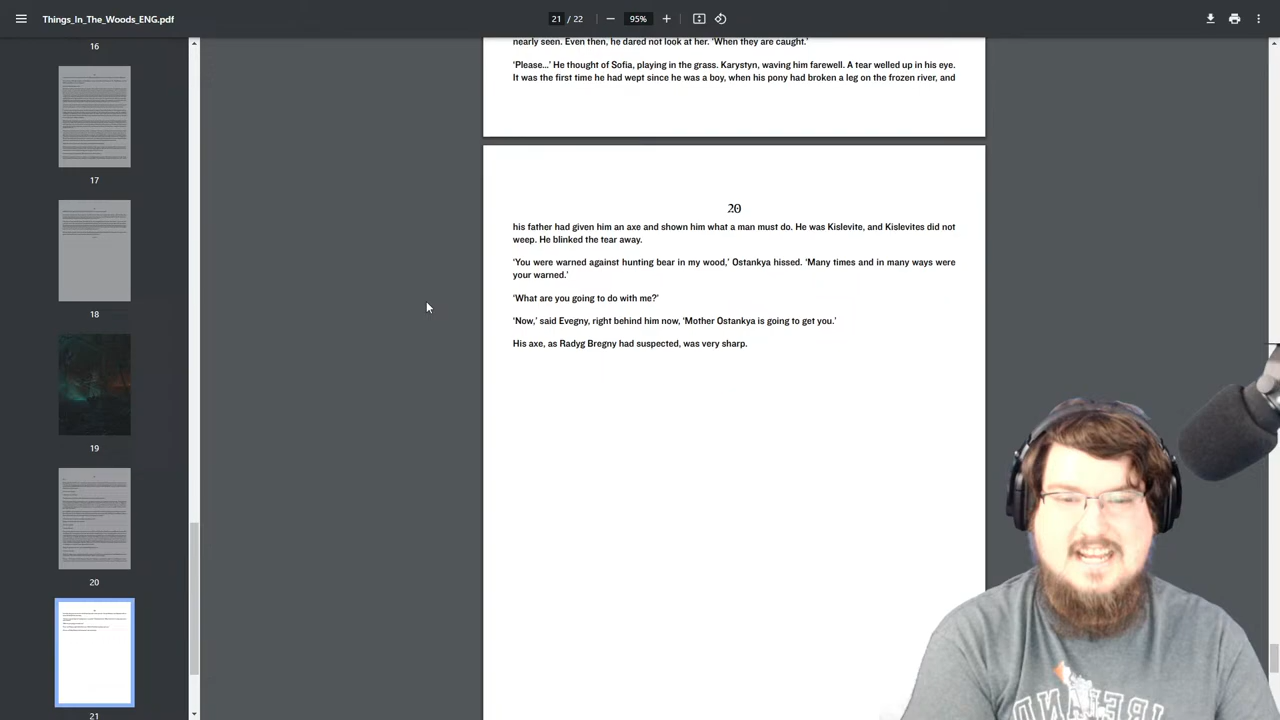 Things_In_The_Woods_ENG.pdf
21 / 22
95%
16
17
18
19
20
21
nearly seen. Even then, he dared not look at her. ‘When they are caught.’
‘Please...’ He thought of Sofia, playing in the grass. Karystyn, waving him farewell. A tear welled up in his eye.
It was the first time he had wept since he was a boy, when his pony had broken a leg on the frozen river, and
20
his father had given him an axe and shown him what a man must do. He was Kislevite, and Kislevites did not
weep. He blinked the tear away.
‘You were warned against hunting bear in my wood,’ Ostankya hissed. ‘Many times and in many ways were
your warned.’
‘What are you going to do with me?’
‘Now,’ said Evegny, right behind him now, ‘Mother Ostankya is going to get you.’
His axe, as Radyg Bregny had suspected, was very sharp.